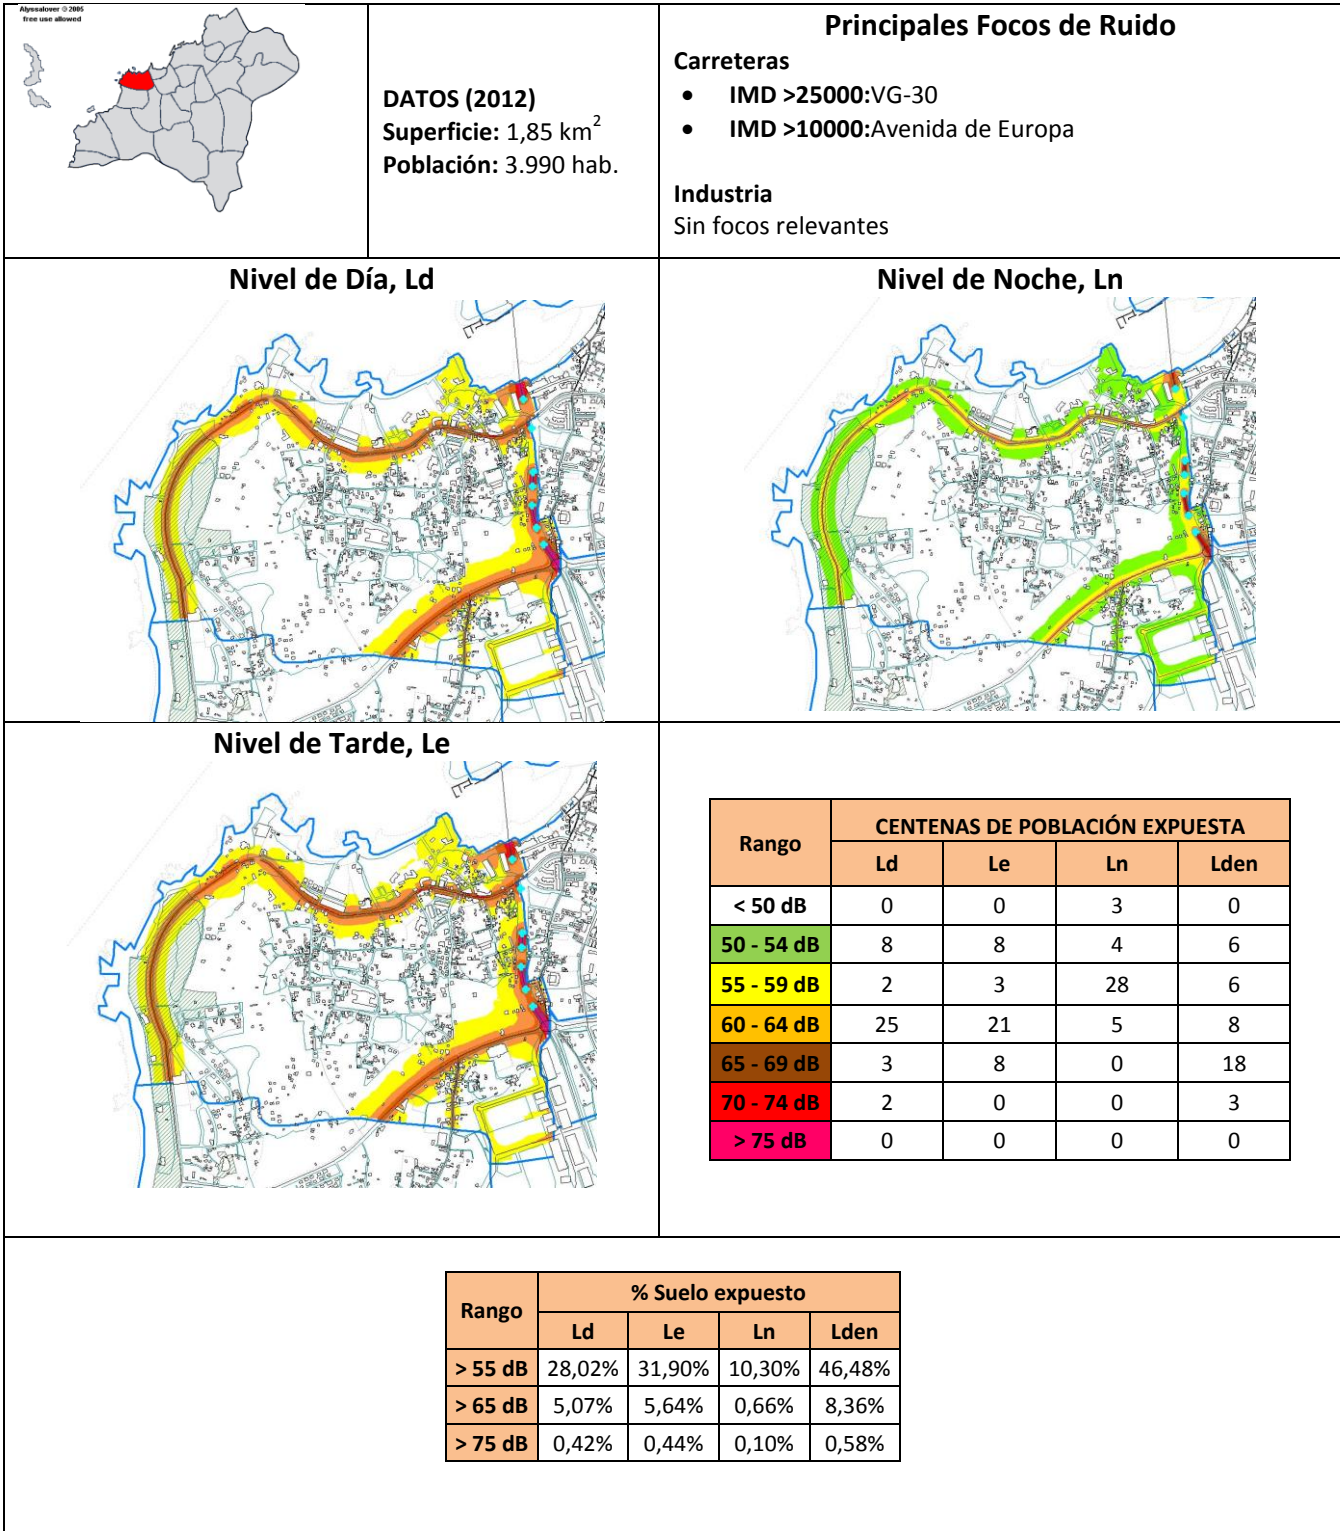 Alyssalover © 2005
free use allowed
DATOS (2012)
Superficie: 1,85 km²
Población: 3.990 hab.
Principales Focos de Ruido
Carreteras
• IMD >25000:VG-30
• IMD >10000:Avenida de Europa
Industria
Sin focos relevantes
Nivel de Día, Ld
Nivel de Noche, Ln
Nivel de Tarde, Le
Rango CENTENAS DE POBLACIÓN EXPUESTA
Ld Le Ln Lden
< 50 dB 0 0 3 0
50 - 54 dB 8 8 4 6
55 - 59 dB 2 3 28 6
60 - 64 dB 25 21 5 8
65 - 69 dB 3 8 0 18
70 - 74 dB 2 0 0 3
> 75 dB 0 0 0 0
Rango % Suelo expuesto
Ld Le Ln Lden
> 55 dB 28,02% 31,90% 10,30% 46,48%
> 65 dB 5,07% 5,64% 0,66% 8,36%
> 75 dB 0,42% 0,44% 0,10% 0,58%